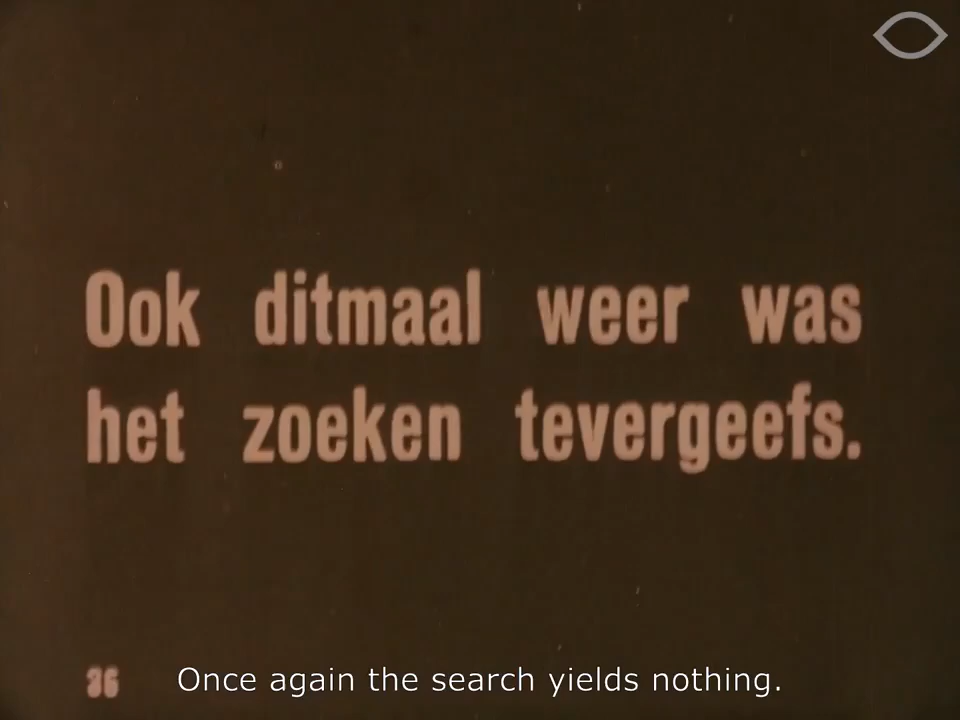 Ook ditmaal weer was
het zoeken tevergeefs.
36 Once again the search yields nothing.